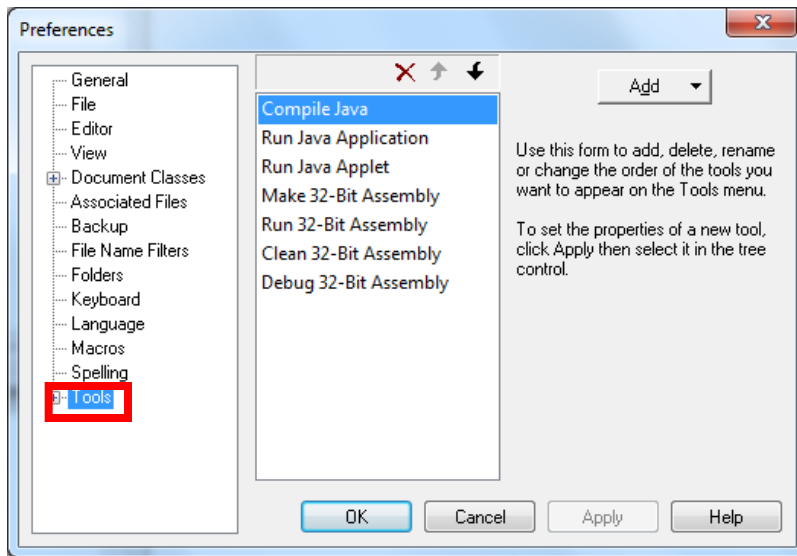 Preferences
General
File
Editor
View
Document Classes
Associated Files
Backup
File Name Filters
Folders
Keyboard
Language
Macros
Spelling
Tools
Compile Java
Run Java Application
Run Java Applet
Make 32-Bit Assembly
Run 32-Bit Assembly
Clean 32-Bit Assembly
Debug 32-Bit Assembly
Add
Use this form to add, delete, rename
or change the order of the tools you
want to appear on the Tools menu.
To set the properties of a new tool,
click Apply then select it in the tree
control.
OK
Cancel
Apply
Help